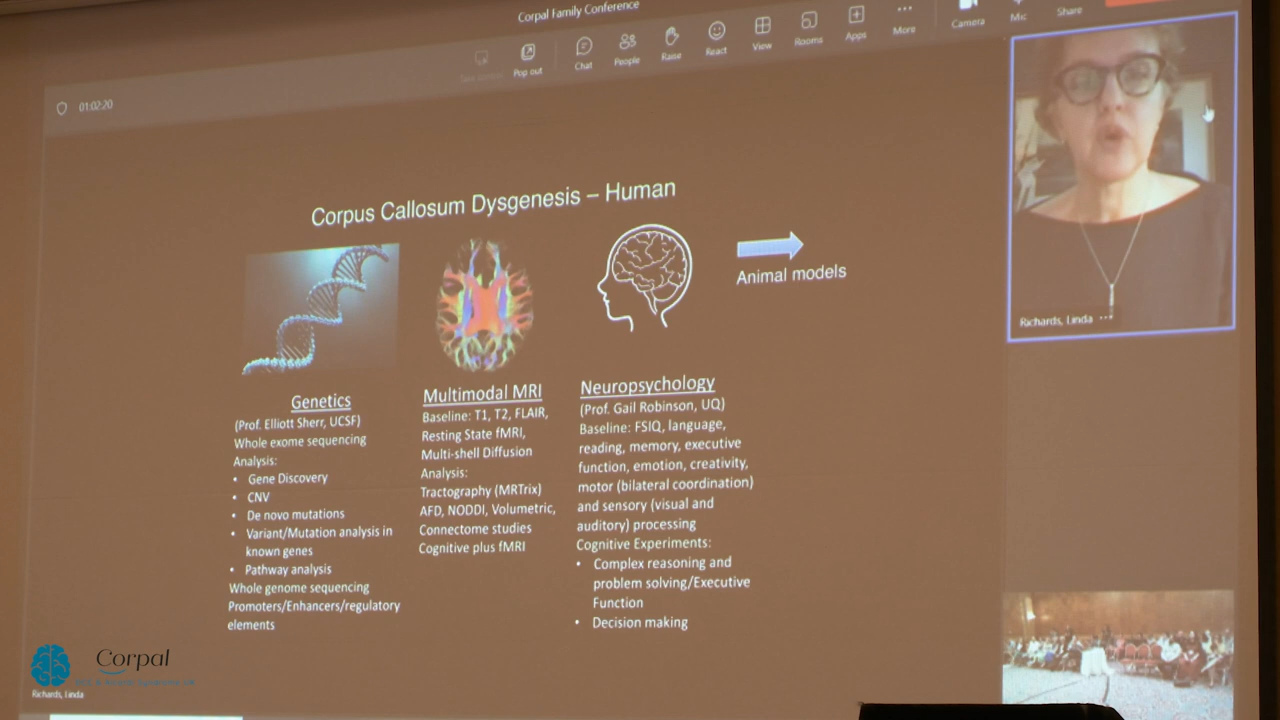 Corpal Family Conference
Pop out
Chat
People
Raise
React
View
Rooms
Apps
More
Camera
Mic
Share
01:02:20
Corpus Callosum Dysgenesis – Human
Animal models
Richards, Linda
Genetics
(Prof. Elliott Sherr, UCSF)
Whole exome sequencing
Analysis:
• Gene Discovery
• CNV
• De novo mutations
• Variant/Mutation analysis in
known genes
• Pathway analysis
Whole genome sequencing
Promoters/Enhancers/regulatory
elements
Multimodal MRI
Baseline: T1, T2, FLAIR,
Resting State fMRI,
Multi-shell Diffusion
Analysis:
Tractography (MRTrix)
AFD, NODDI, Volumetric,
Connectome studies
Cognitive plus fMRI
Neuropsychology
(Prof. Gail Robinson, UQ)
Baseline: FSIQ, language,
reading, memory, executive
function, emotion, creativity,
motor (bilateral coordination)
and sensory (visual and
auditory) processing
Cognitive Experiments:
• Complex reasoning and
problem solving/Executive
Function
• Decision making
Corpal
Richards, Linda